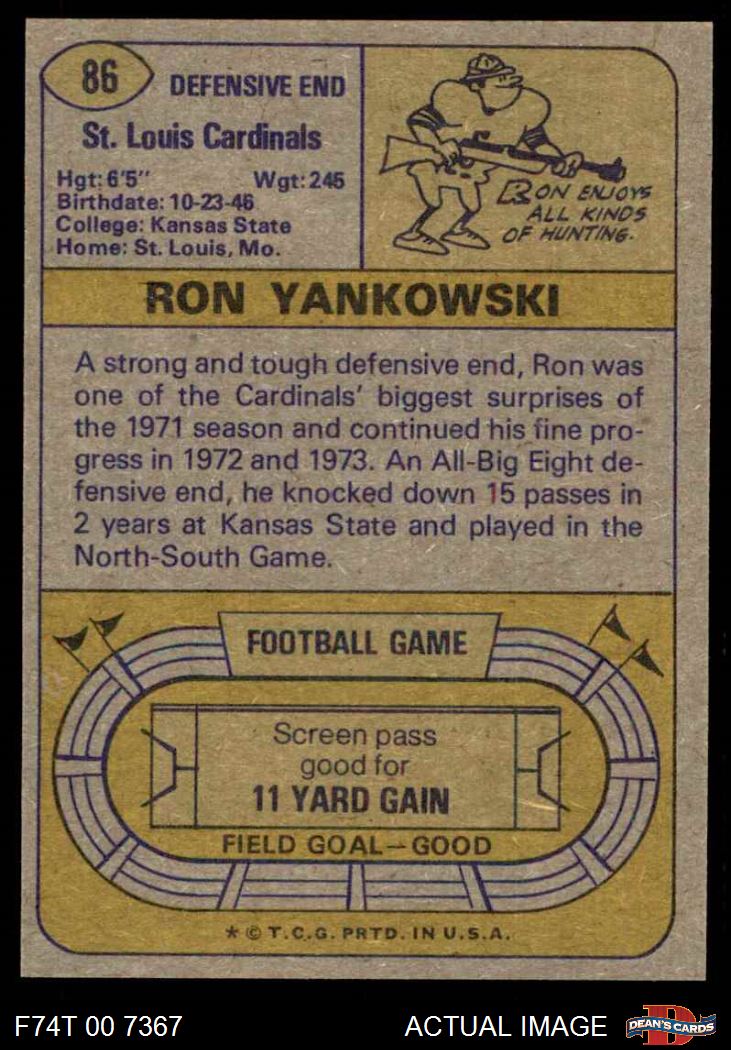 86
DEFENSIVE END
St. Louis Cardinals
Hgt: 6'5" Wgt: 245
Birthdate: 10-23-46
College: Kansas State
Home: St. Louis, Mo.
RON ENJOYS
ALL KINDS
OF HUNTING.
RON YANKOWSKI
A strong and tough defensive end, Ron was
one of the Cardinals' biggest surprises of
the 1971 season and continued his fine pro-
gress in 1972 and 1973. An All-Big Eight de-
fensive end, he knocked down 15 passes in
2 years at Kansas State and played in the
North-South Game.
FOOTBALL GAME
Screen pass
good for
11 YARD GAIN
FIELD GOAL—GOOD
* © T.C.G. PRTD. IN U.S.A.
F74T 00 7367 ACTUAL IMAGE
D
DEAN'S CARDS